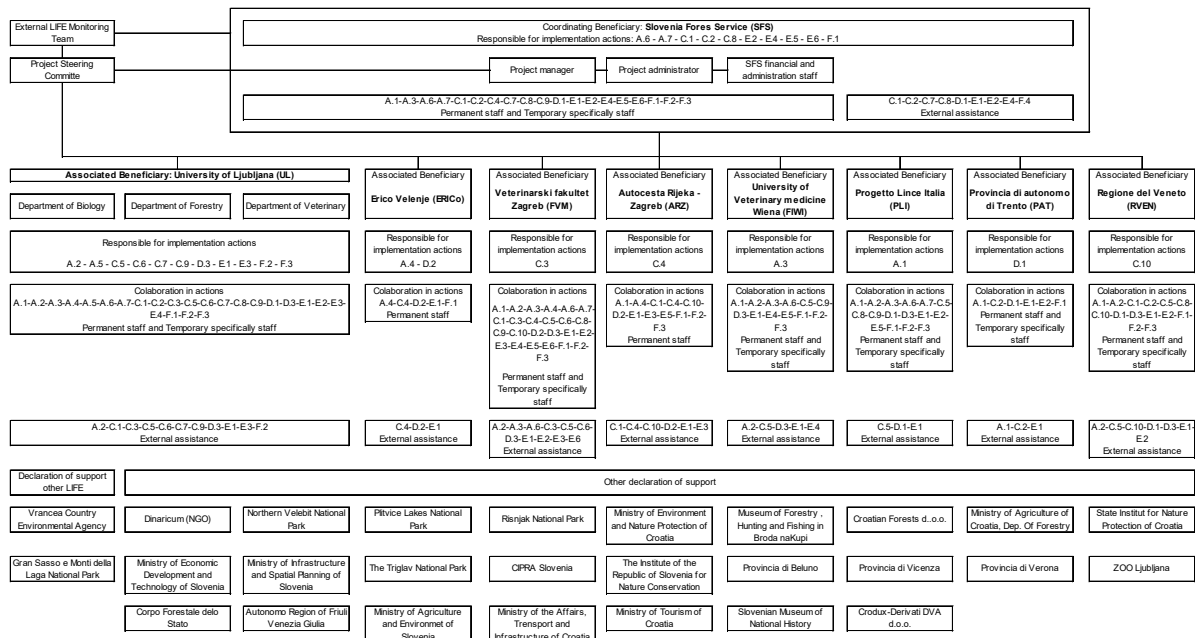 External LIFE Monitoring
Team
Coordinating Beneficiary: Slovenia Fores Service (SFS)
Responsible for implementation actions: A.6 - A.7 - C.1 - C.2 - C.8 - E.2 - E.4 - E.5 - E.6 - F.1
Project Steering
Committe
Project manager
Project administrator
SFS financial and
administration staff
A.1-A.3-A.6-A.7-C.1-C.2-C.4-C.7-C.8-C.9-D.1-E.1-E.2-E.4-E.5-E.6-F.1-F.2-F.3
Permanent staff and Temporary specifically staff
C.1-C.2-C.7-C.8-D.1-E.1-E.2-E.4-F.4
External assistance
Associated Beneficiary: University of Ljubljana (UL)
Department of Biology
Department of Forestry
Department of Veterinary
Associated Beneficiary
Erico Velenje (ERICo)
Associated Beneficiary
Veterinarski fakultet
Zagreb (FVM)
Associated Beneficiary
Autocesta Rijeka -
Zagreb (ARZ)
Associated Beneficiary
University of
Veterinary medicine
Wiena (FIWI)
Associated Beneficiary
Progetto Lince Italia
(PLI)
Associated Beneficiary
Provincia di autonomo
di Trento (PAT)
Associated Beneficiary
Regione del Veneto
(RVEN)
Responsible for implementation actions
A.2 - A.5 - C.5 - C.6 - C.7 - C.9 - D.3 - E.1 - E.3 - F.2 - F.3
Responsible for
implementation actions
A.4 - D.2
Responsible for
implementation actions
C.3
Responsible for
implementation actions
C.4
Responsible for
implementation actions
A.3
Responsible for
implementation actions
A.1
Responsible for
implementation actions
D.1
Responsible for
implementation actions
C.10
Colaboration in actions
A.1-A.2-A.3-A.4-A.5-A.6-A.7-C.1-C.2-C.3-C.5-C.6-C.7-C.8-C.9-D.1-D.3-E.1-E.2-E.3-
E.4-F.1-F.2-F.3
Permanent staff and Temporary specifically staff
Colaboration in actions
A.4-C.4-D.2-E.1-F.1
Permanent staff
Colaboration in actions
A.1-A.2-A.3-A.4-A.6-A.7-
C.1-C.3-C.4-C.5-C.6-C.8-
C.9-C.10-D.2-D.3-E.1-E.2-
E.3-E.4-E.5-E.6-F.1-F.2-
F.3
Permanent staff and
Temporary specifically
staff
Colaboration in actions
A.1-A.4-C.1-C.4-C.10-
D.2-E.1-E.3-E.5-F.1-F.2-
F.3
Permanent staff
Colaboration in actions
A.1-A.2-A.3-A.6-C.5-C.9-
D.3-E.1-E.4-E.5-F.1-F.2-
F.3
Permanent staff and
Temporary specifically
staff
Colaboration in actions
A.1-A.2-A.3-A.6-A.7-C.5-
C.8-C.9-D.1-D.3-E.1-E.2-
E.5-F.1-F.2-F.3
Permanent staff and
Temporary specifically
staff
Colaboration in actions
A.1-C.2-D.1-E.1-E.2-F.1
Permanent staff and
Temporary specifically
staff
Colaboration in actions
A.1-A.2-C.1-C.2-C.5-C.8-
C.10-D.1-D.3-E.1-E.2-F.1-
F.2-F.3
Permanent staff and
Temporary specifically
staff
A.2-C.1-C.3-C.5-C.6-C.7-C.9-D.3-E.1-E.3-F.2
External assistance
C.4-D.2-E.1
External assistance
A.2-A.3-A.6-C.3-C.5-C.6-
D.3-E.1-E.2-E.3-E.6
External assistance
C.1-C.4-C.10-D.2-E.1-E.3
External assistance
A.2-C.5-D.3-E.1-E.4
External assistance
C.5-D.1-E.1
External assistance
A.1-C.2-E.1
External assistance
A.2-C.5-C.10-D.1-D.3-E.1-
E.2
External assistance
Declaration of support
other LIFE
Other declaration of support
Vrancea Country
Environmental Agency
Dinaricum (NGO)
Northern Velebit National
Park
Plitvice Lakes National
Park
Risnjak National Park
Ministry of Environment
and Nature Protection of
Croatia
Museum of Forestry ,
Hunting and Fishing in
Broda naKupi
Croatian Forests d..o.o.
Ministry of Agriculture of
Croatia, Dep. Of Forestry
State Institut for Nature
Protection of Croatia
Gran Sasso e Monti della
Laga National Park
Ministry of Economic
Development and
Technology of Slovenia
Ministry of Infrastructure
and Spatial Planning of
Slovenia
The Triglav National Park
CIPRA Slovenia
The Institute of the
Republic of Slovenia for
Nature Conservation
Provincia di Beluno
Provincia di Vicenza
Provincia di Verona
ZOO Ljubljana
Corpo Forestale delo
Stato
Autonomo Region of Friuli
Venezia Giulia
Ministry of Agriculture
and Environmet of
Slovenia
Ministry of the Affairs,
Transport and
Infrastructure of Croatia
Ministry of Tourism of
Croatia
Slovenian Museum of
National History
Crodux-Derivati DVA
d.o.o.